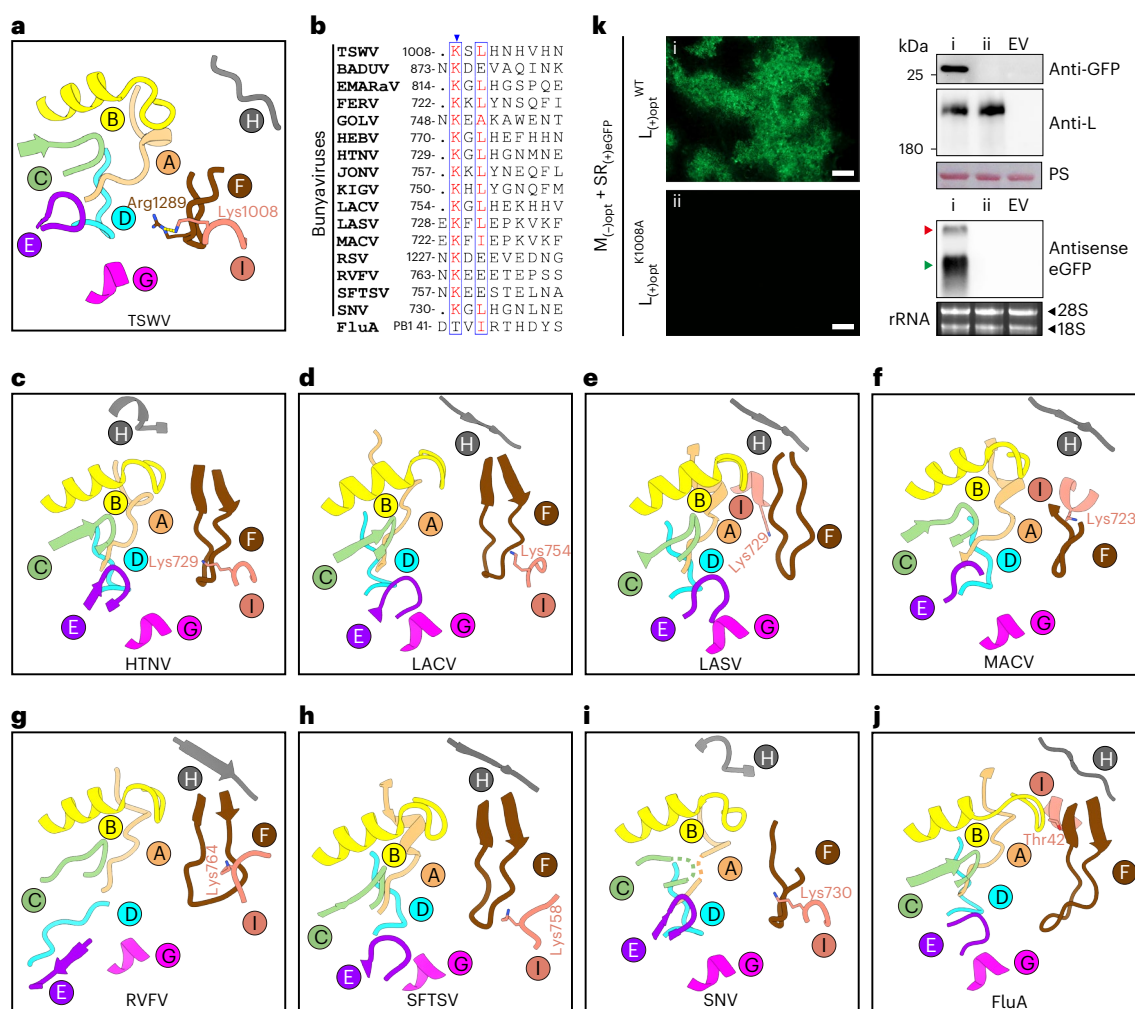 a
B
H
A
C
F
Arg1289
Lys1008
D
E
I
G
TSWV
b
Bunyaviruses
TSWV 1008- . K S L H N H V H N
BADUV 873- N K D E V A Q I N K
EMARaV 814- . K G L H G S P Q E
FERV 722- . K K L Y N S Q F I
GOLV 748- N K E A K A W E N T
HEBV 770- . K G L H H E N H N
HTNV 729- . K G L H G N M N E
JONV 757- . K K L Y N E Q F L
KIGV 750- . K H L Y G N Q F M
LACV 754- . K G L H E K H H V
LASV 728- E K F L E P K V K F
MACV 722- E K F I E P K V K F
RSV 1227- N K D E E V E D N G
RVFV 763- N K E E E T E P S S
SFTSV 757- N K E E S T E L N A
SNV 730- . K G L H G N L N E
FluA PB1 41- D T V I R T H D Y S
k
M(-)opt + SR(+)eGFP
L(+)opt WT
i
L(+)opt K1008A
ii
kDa i ii EV
25 Anti-GFP
Anti-L
180
PS
i ii EV
Antisense eGFP
rRNA 28S
18S
c
H
B
A
F
C
D
Lys729
E
I
G
HTNV
d
H
B
A
F
C
D
Lys754
E
I
G
LACV
e
H
B
I
A
F
C
D
Lys729
E
G
LASV
f
H
B
I
Lys723
A
F
C
D
E
G
MACV
g
H
B
F
A
Lys764
C
D
I
G
E
RVFV
h
H
B
A
F
C
D
Lys758
E
G
I
SFTSV
i
H
B
F
A
C
Lys730
D
E
I
G
SNV
j
H
I
B
Thr42
A
F
C
D
E
G
FluA